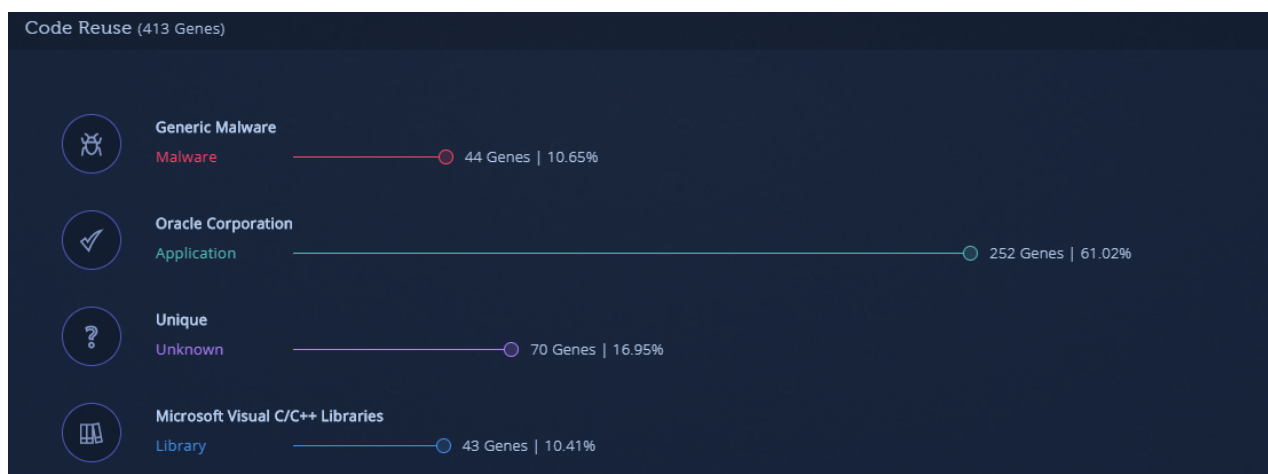 Code Reuse (413 Genes)
Generic Malware
Malware 44 Genes | 10.65%
Oracle Corporation
Application 252 Genes | 61.02%
Unique
Unknown 70 Genes | 16.95%
Microsoft Visual C/C++ Libraries
Library 43 Genes | 10.41%